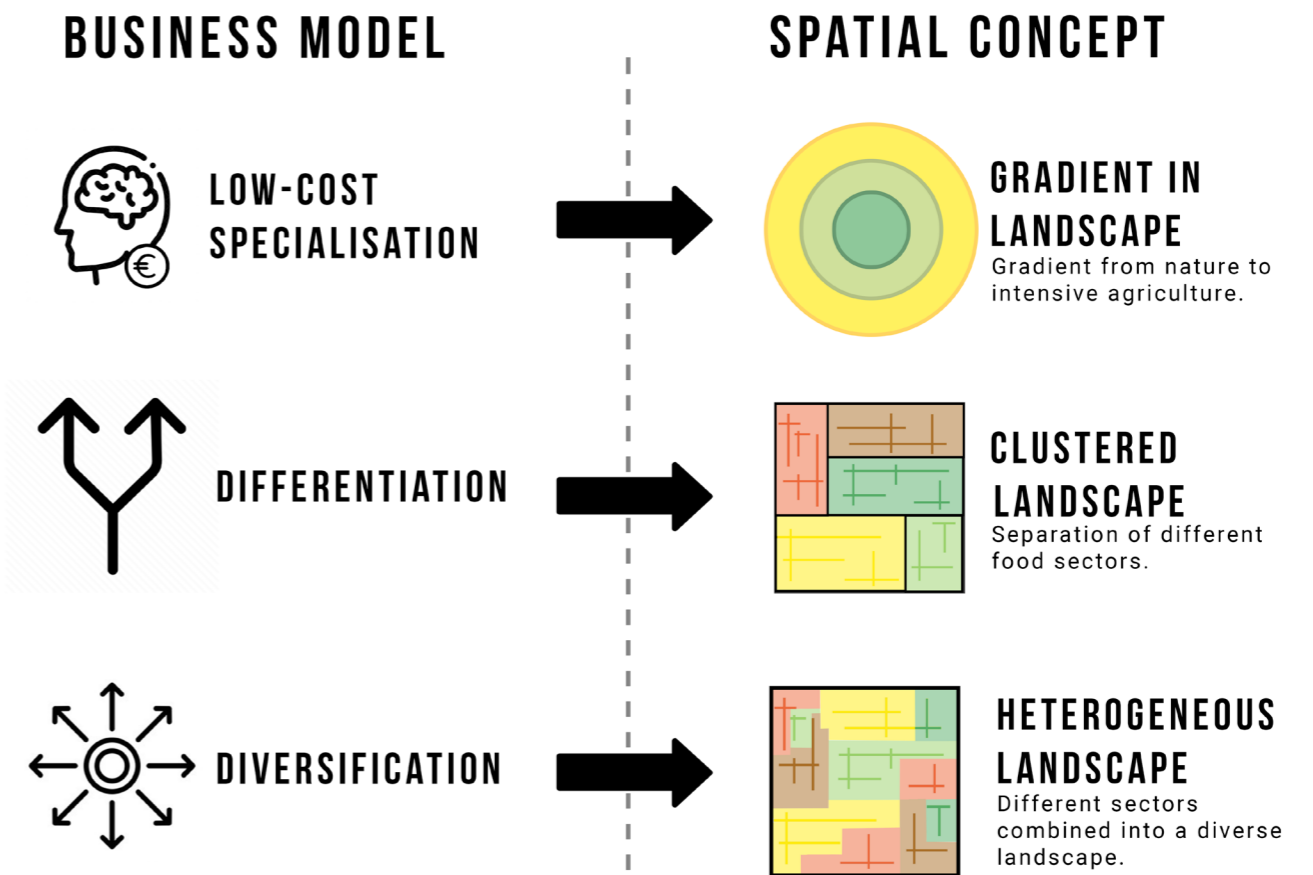 BUSINESS MODEL
SPATIAL CONCEPT
LOW-COST
SPECIALISATION
€
GRADIENT IN
LANDSCAPE
Gradient from nature to
intensive agriculture.
DIFFERENTIATION
CLUSTERED
LANDSCAPE
Separation of different
food sectors.
DIVERSIFICATION
HETEROGENEOUS
LANDSCAPE
Different sectors
combined into a diverse
landscape.